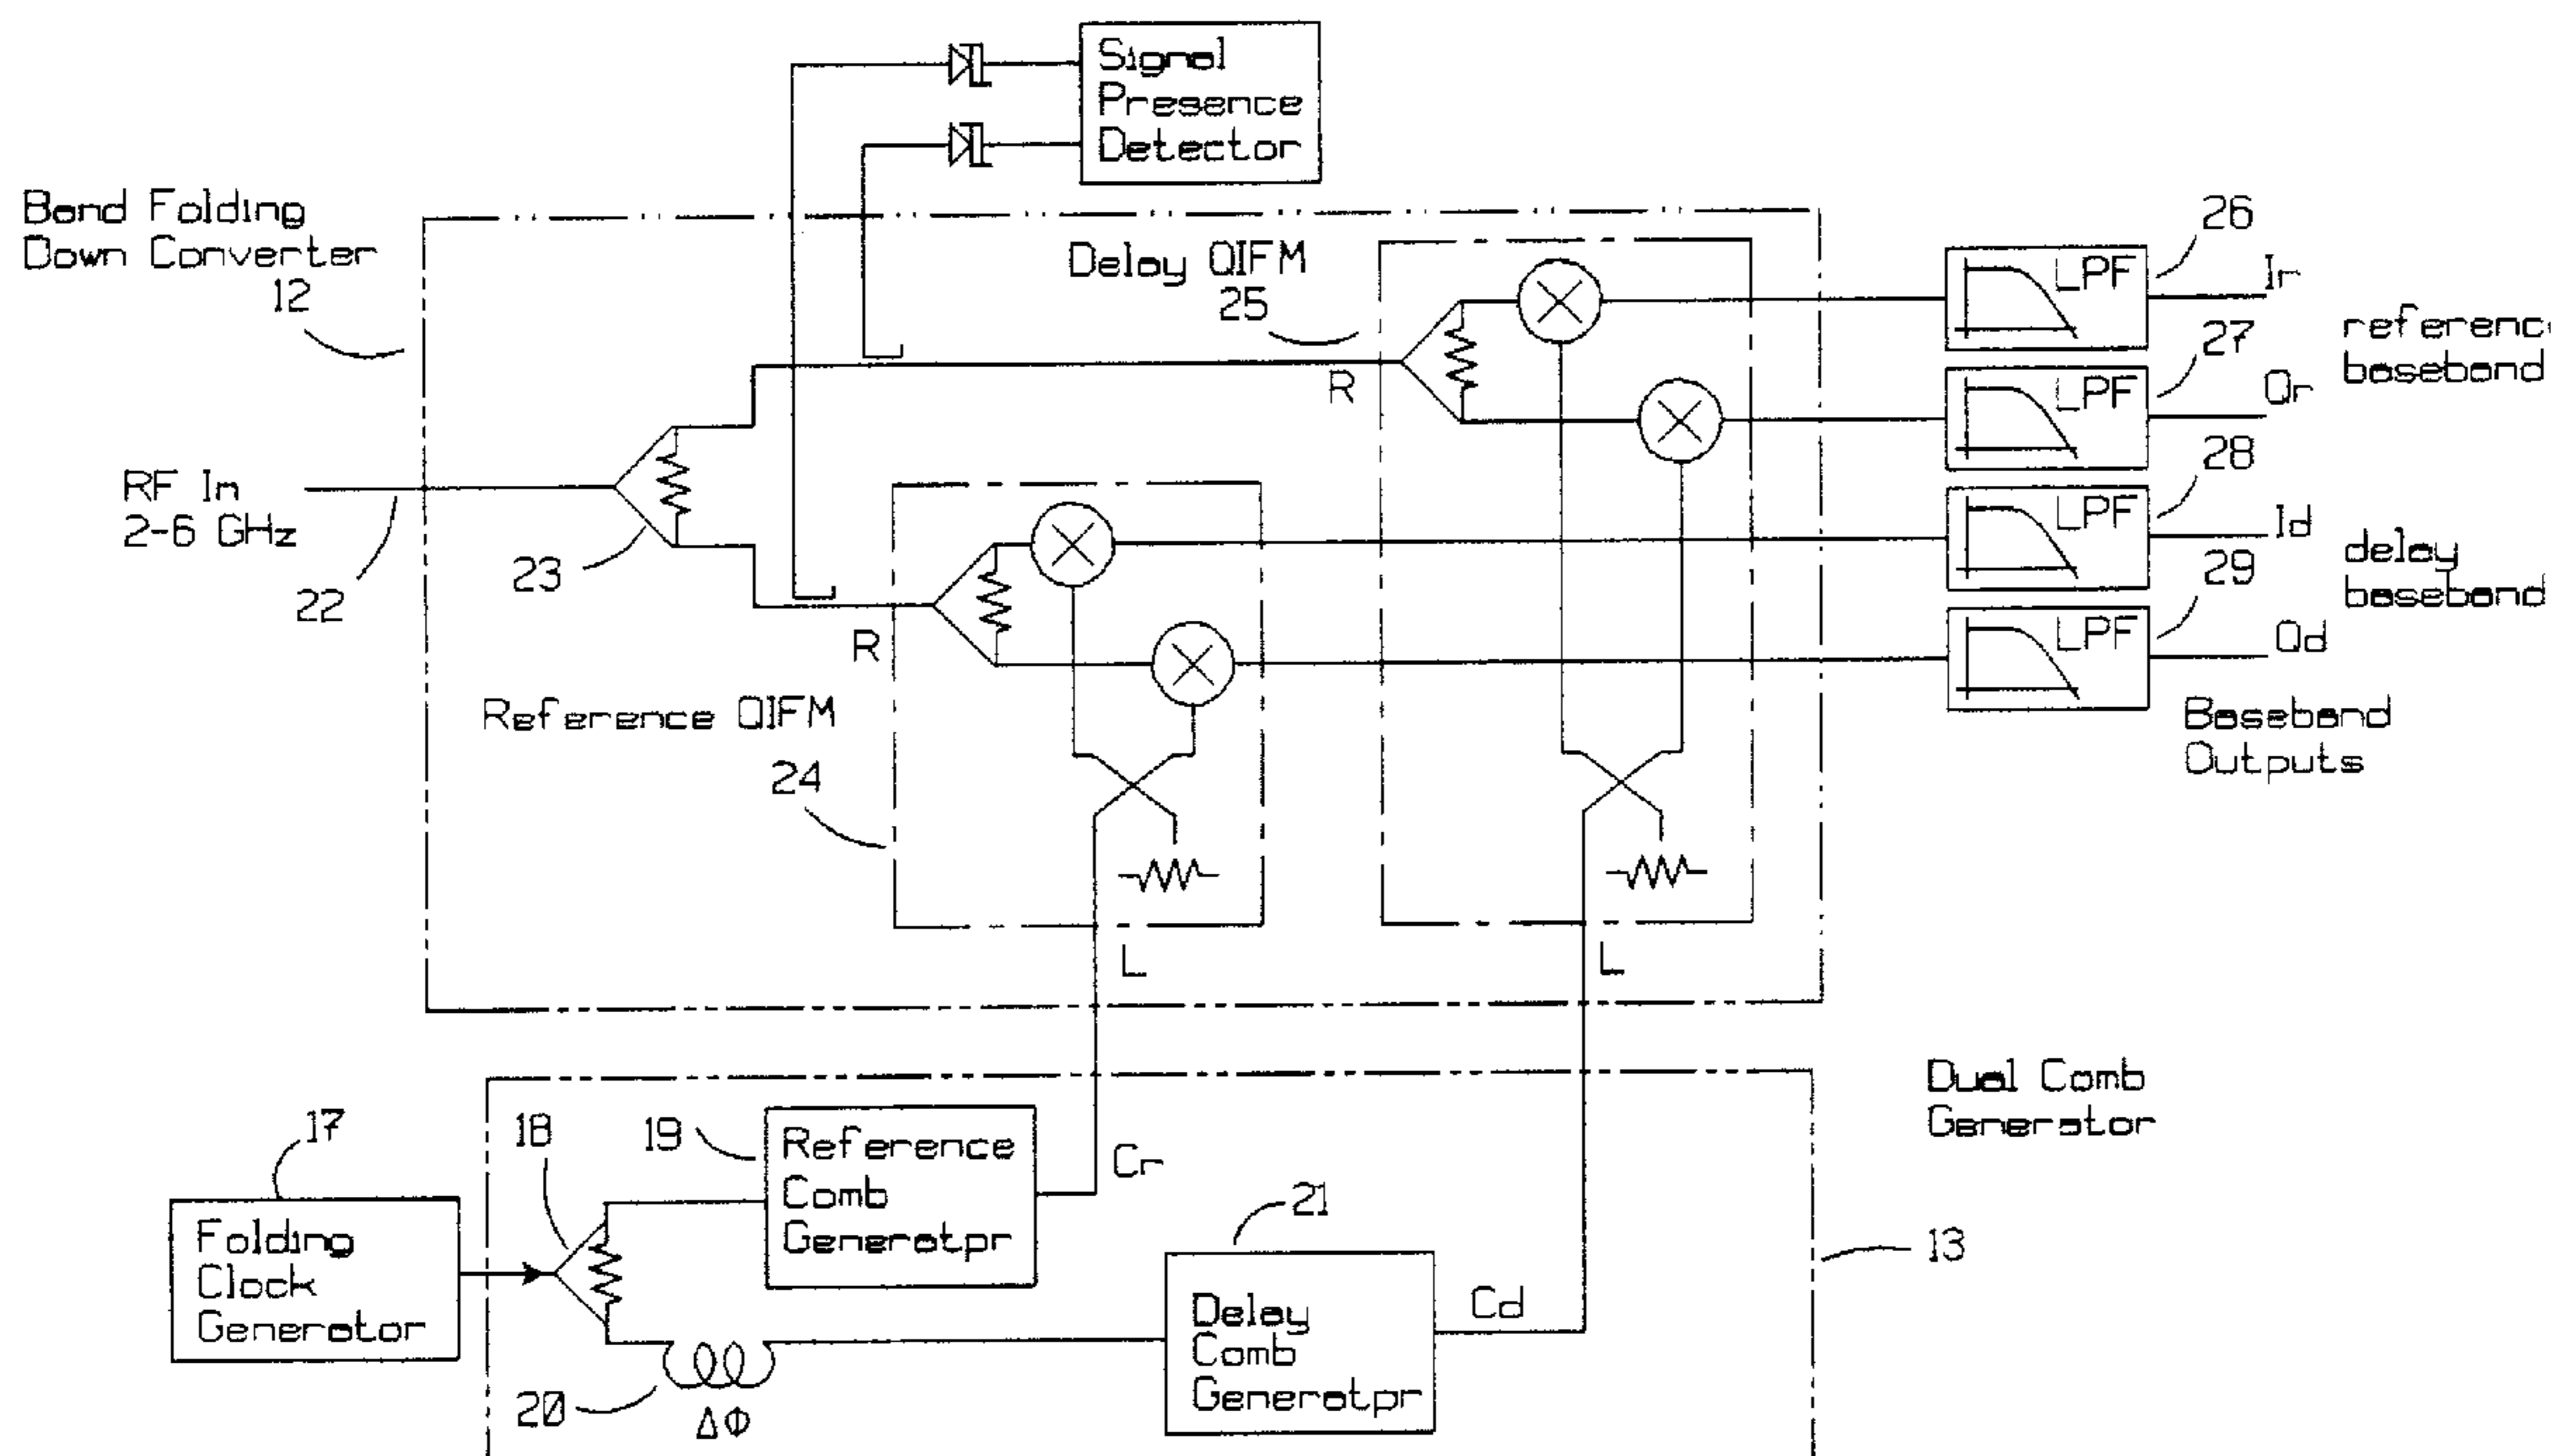 Signal
Presence
Detector
Band Folding
Down Converter
12
Delay QIFM
25
26
LPF
Ir
27
reference
baseband
R
LPF
Qr
RF In
2-6 GHz
22
23
28
LPF
Id
29
delay
baseband
R
LPF
Qd
Reference QIFM
24
Baseband
Outputs
L
L
Dual Comb
Generator
17
18
19
Reference
Comb
Generatpr
Cr
21
13
Folding
Clock
Generator
Delay
Comb
Generatpr
Cd
20
ΔΦ